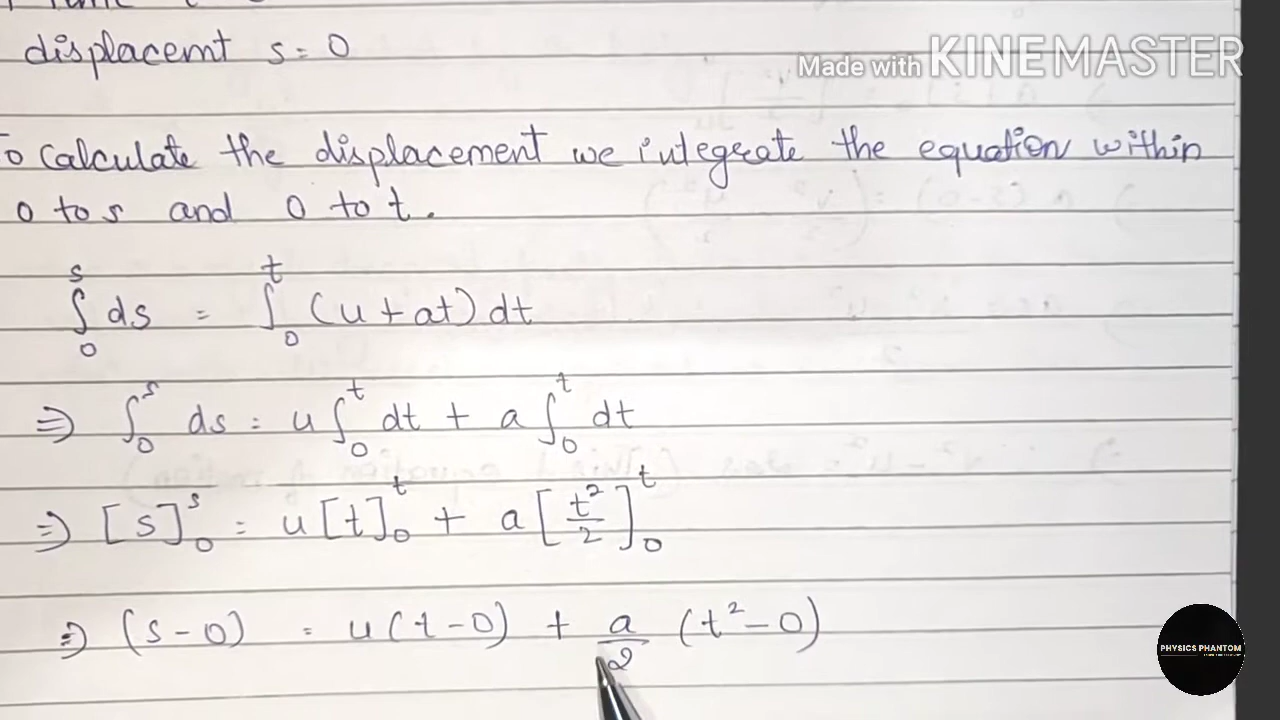 displacemt s = 0
Made with KINEMASTER
To calculate the displacement we integrate the equation within
0 to s and 0 to t.
∫₀ˢ ds = ∫₀ᵗ (u + at) dt
⇒ ∫₀ˢ ds = u ∫₀ᵗ dt + a ∫₀ᵗ dt
⇒ [s]₀ˢ = u [t]₀ᵗ + a [t²/2]₀ᵗ
⇒ (s - 0) = u (t - 0) + a/2 (t² - 0)
PHYSICS PHANTOM